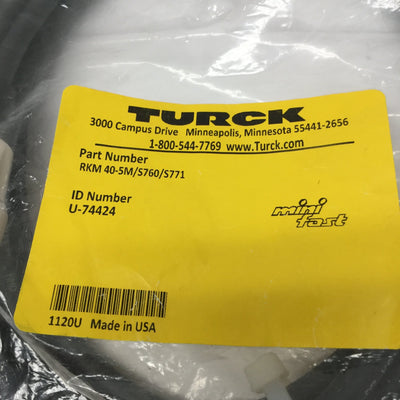 TURCK
3000 Campus Drive Minneapolis, Minnesota 55441-2656
1-800-544-7769 www.Turck.com
Part Number
RKM 40-5M/S760/S771
ID Number
U-74424
mini
fast
1120U Made in USA